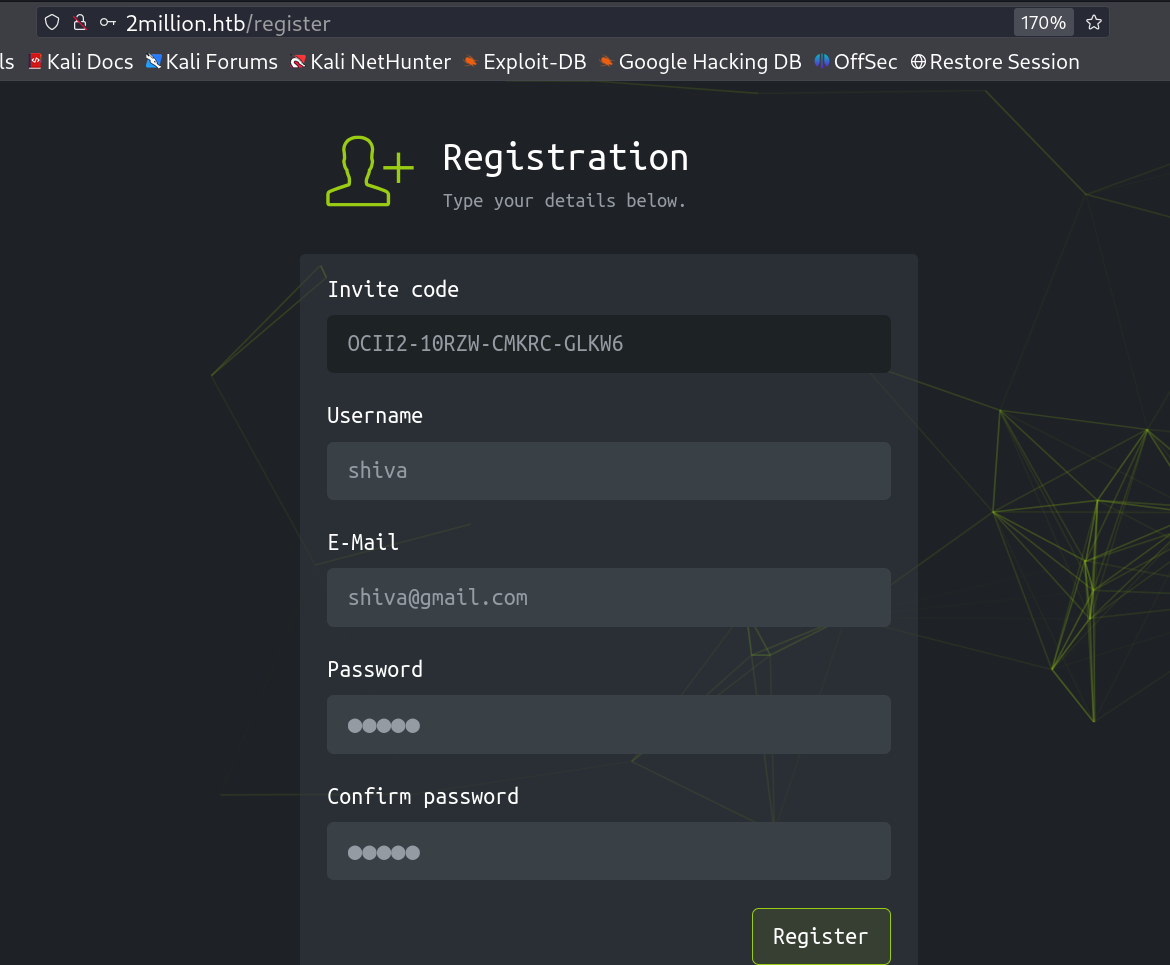 2million.htb/register 170%
ls Kali Docs Kali Forums Kali NetHunter Exploit-DB Google Hacking DB OffSec Restore Session
Registration
Type your details below.
Invite code
OCII2-10RZW-CMKRC-GLKW6
Username
shiva
E-Mail
shiva@gmail.com
Password
●●●●●
Confirm password
●●●●●
Register